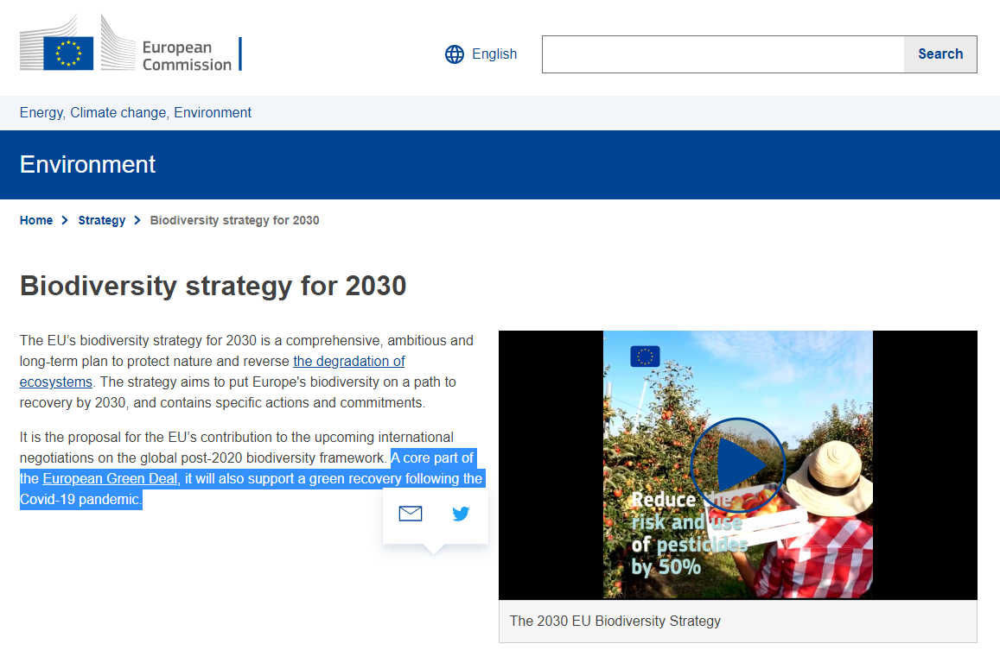 European
Commission
English
Search
Energy, Climate change, Environment
Environment
Home
Strategy
Biodiversity strategy for 2030
Biodiversity strategy for 2030
The EU’s biodiversity strategy for 2030 is a comprehensive, ambitious and
long-term plan to protect nature and reverse the degradation of
ecosystems. The strategy aims to put Europe's biodiversity on a path to
recovery by 2030, and contains specific actions and commitments.
It is the proposal for the EU’s contribution to the upcoming international
negotiations on the global post-2020 biodiversity framework. A core part of
the European Green Deal, it will also support a green recovery following the
Covid-19 pandemic.
Reduce the
risk and use
of pesticides
by 50%
The 2030 EU Biodiversity Strategy